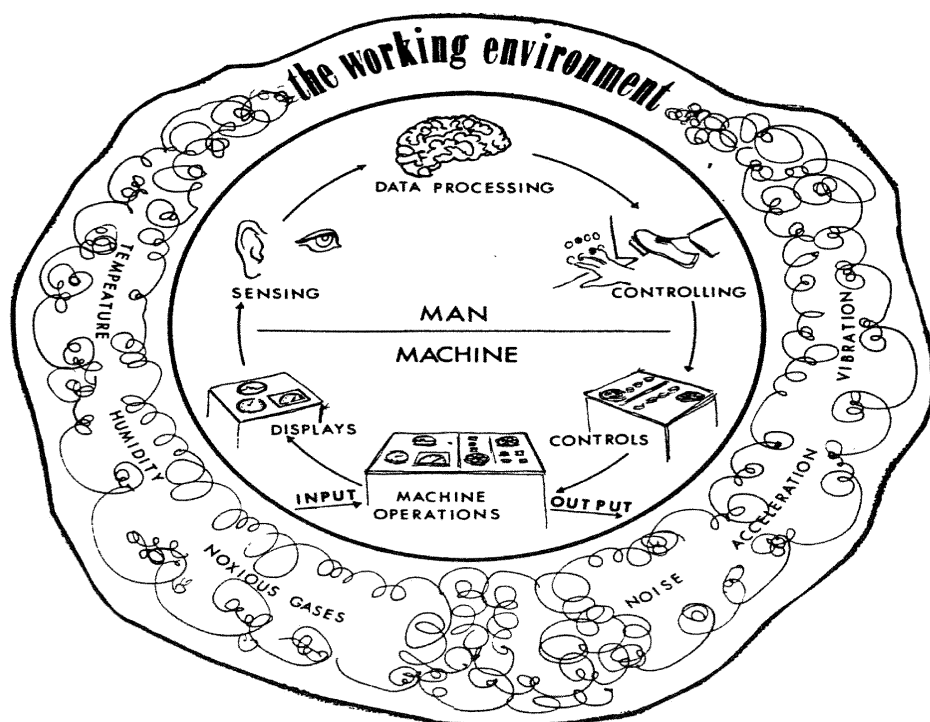 the working environment
DATA PROCESSING
SENSING
CONTROLLING
MAN
MACHINE
DISPLAYS
CONTROLS
INPUT
MACHINE
OPERATIONS
OUTPUT
TEMPEATURE
HUMIDITY
NOXIOUS GASES
NOISE
ACCELERATION
VIBRATION